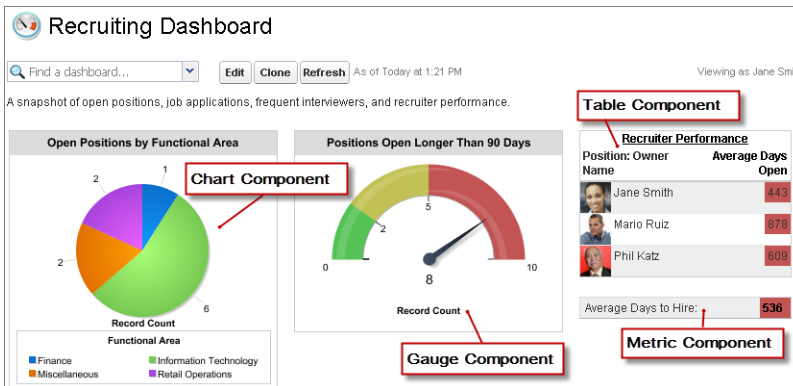 Recruiting Dashboard
Find a dashboard...
Edit Clone Refresh As of Today at 1:21 PM
Viewing as Jane Smi
A snapshot of open positions, job applications, frequent interviewers, and recruiter performance.
Table Component
Open Positions by Functional Area
1
2
2
6
Record Count
Functional Area
Finance
Information Technology
Miscellaneous
Retail Operations
Chart Component
Positions Open Longer Than 90 Days
0
2
5
10
8
Record Count
Gauge Component
Recruiter Performance
Position: Owner Name
Average Days Open
Jane Smith 443
Mario Ruiz 878
Phil Katz 609
Average Days to Hire: 536
Metric Component